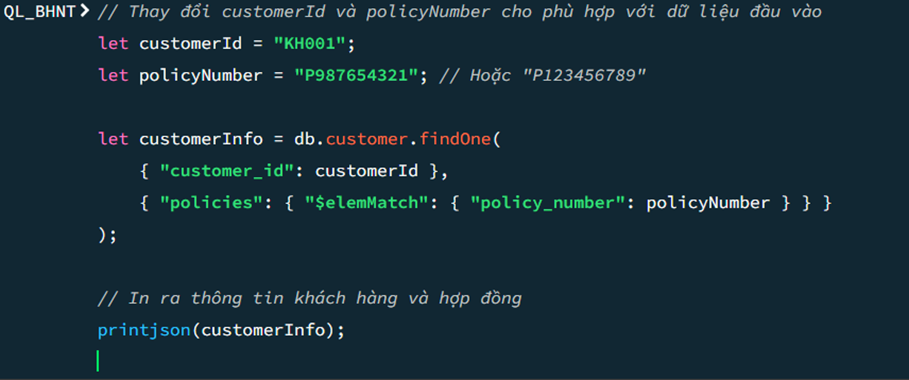 QL_BHNT> // Thay đổi customerId và policyNumber cho phù hợp với dữ liệu đầu vào
let customerId = "KH001";
let policyNumber = "P987654321"; // Hoặc "P123456789"
let customerInfo = db.customer.findOne(
{ "customer_id": customerId },
{ "policies": { "$elemMatch": { "policy_number": policyNumber } } }
);
// In ra thông tin khách hàng và hợp đồng
printjson(customerInfo);